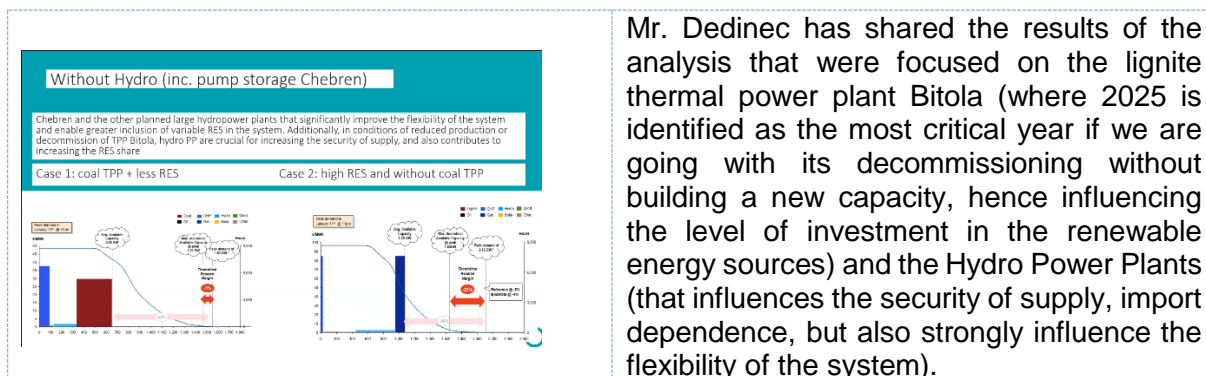 Without Hydro (inc. pump storage Chebren)
Chebren and the other planned large hydropower plants that significantly improve the flexibility of the system
and enable greater inclusion of variable RES in the system. Additionally, in conditions of reduced production or
decommission of TPP Bitola, hydro PP are crucial for increasing the security of supply, and also contributes to
increasing the RES share
Case 1: coal TPP + less RES
Case 2: high RES and without coal TPP
Mr. Dedinec has shared the results of the
analysis that were focused on the lignite
thermal power plant Bitola (where 2025 is
identified as the most critical year if we are
going with its decommissioning without
building a new capacity, hence influencing
the level of investment in the renewable
energy sources) and the Hydro Power Plants
(that influences the security of supply, import
dependence, but also strongly influence the
flexibility of the system).